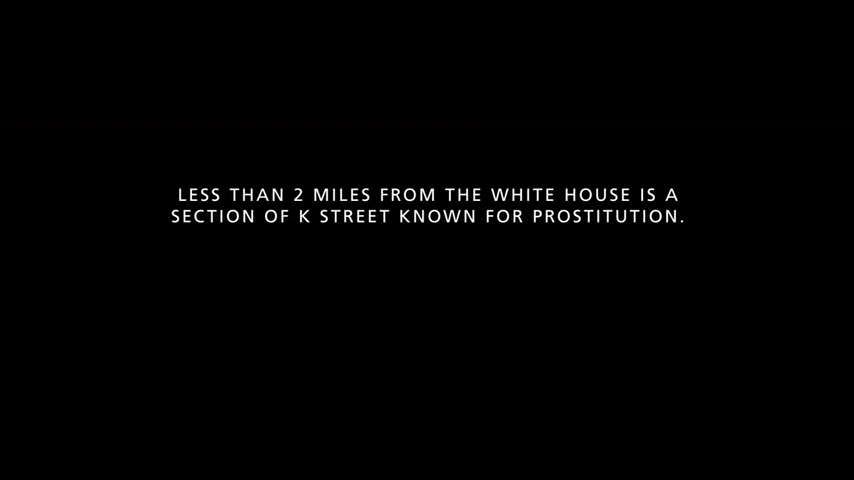 LESS THAN 2 MILES FROM THE WHITE HOUSE IS A
SECTION OF K STREET KNOWN FOR PROSTITUTION.